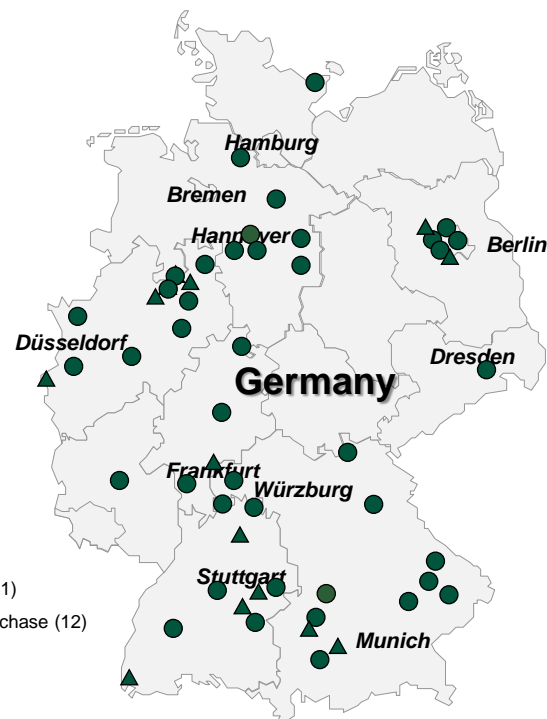 Hamburg
Bremen
Hannover
Berlin
Düsseldorf
Dresden
Germany
Frankfurt
Würzburg
Stuttgart
1)
chase (12)
Munich